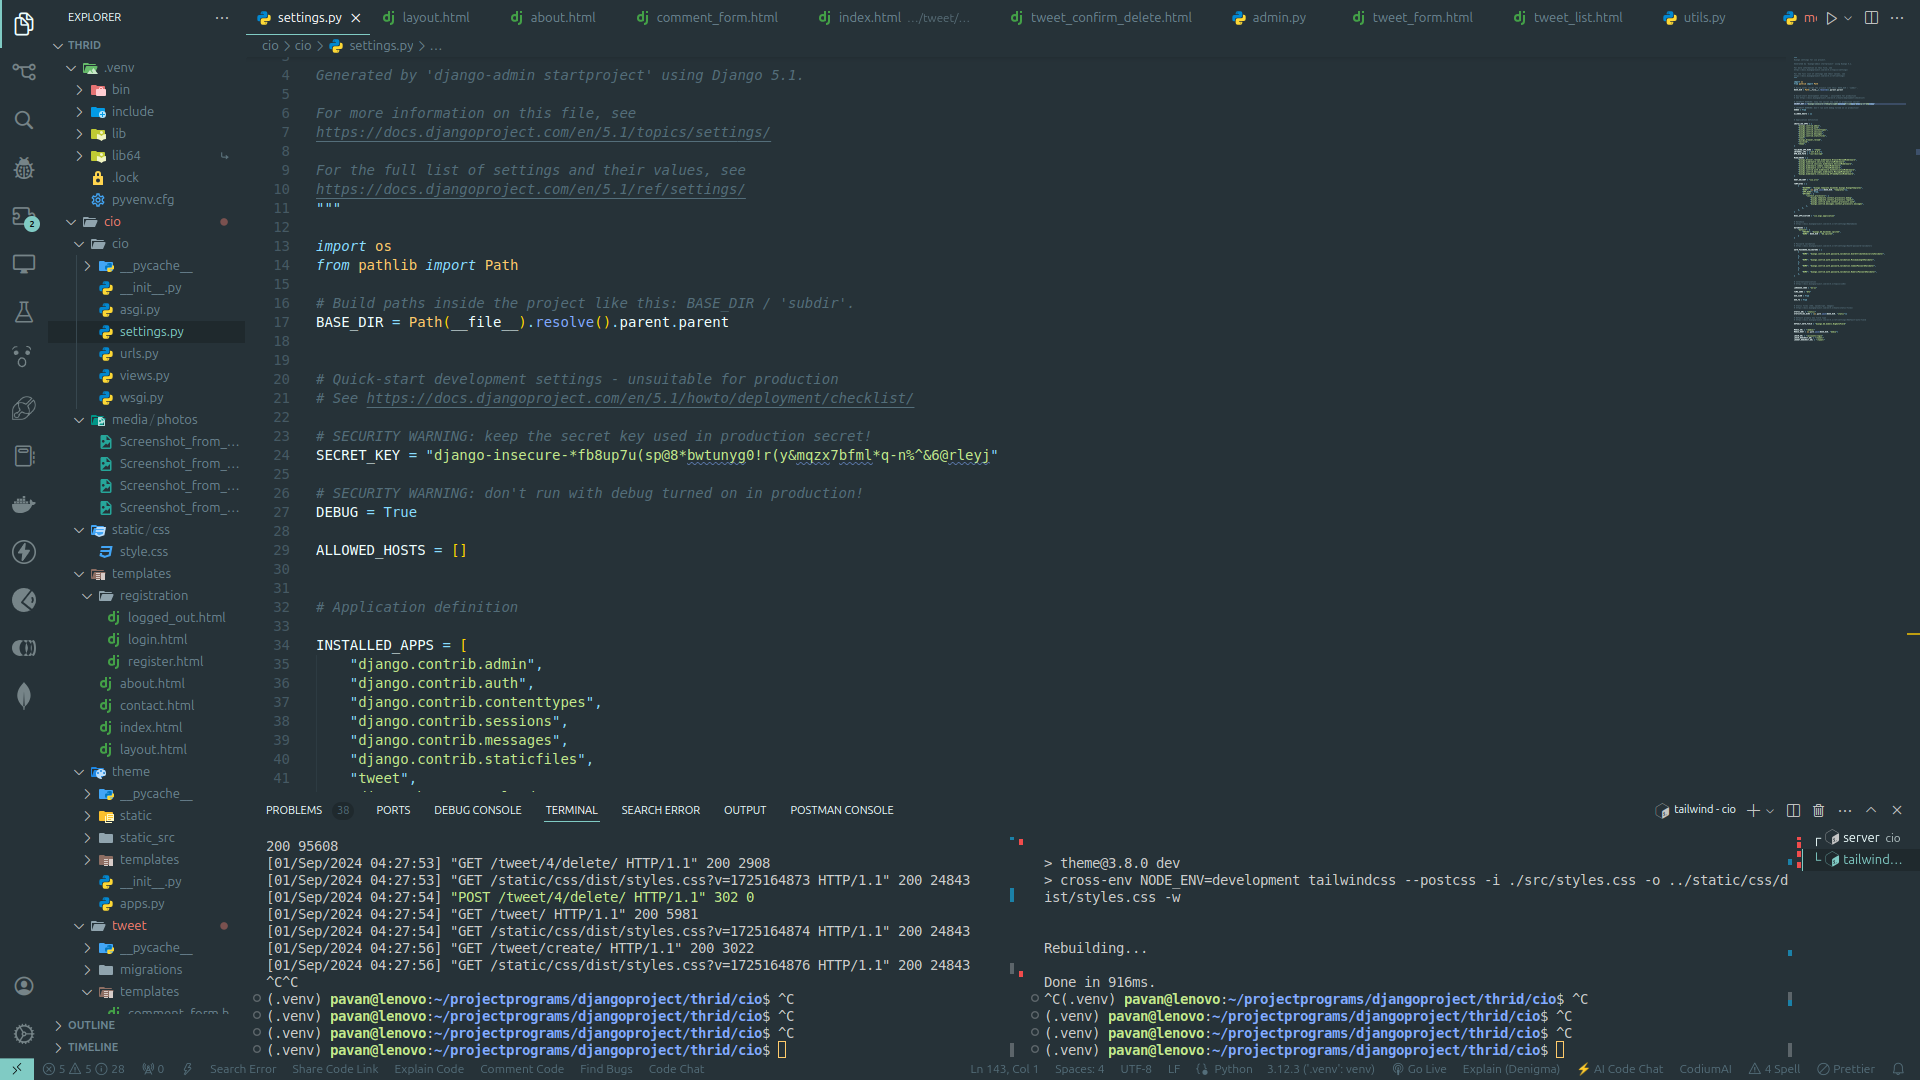 EXPLORER
THRID
.venv
bin
include
lib
lib64
.lock
pyvenv.cfg
cio
cio
__pycache__
__init__.py
asgi.py
settings.py
urls.py
views.py
wsgi.py
media / photos
Screenshot_from_...
Screenshot_from_...
Screenshot_from_...
Screenshot_from_...
static / css
style.css
templates
registration
logged_out.html
login.html
register.html
about.html
contact.html
index.html
layout.html
theme
__pycache__
static
static_src
templates
__init__.py
apps.py
tweet
__pycache__
migrations
templates
OUTLINE
TIMELINE
2
settings.py layout.html about.html comment_form.html index.html .../tweet/... tweet_confirm_delete.html admin.py tweet_form.html tweet_list.html utils.py
cio > cio > settings.py > ...
4 Generated by 'django-admin startproject' using Django 5.1.
5
6 For more information on this file, see
7 https://docs.djangoproject.com/en/5.1/topics/settings/
8
9 For the full list of settings and their values, see
10 https://docs.djangoproject.com/en/5.1/ref/settings/
11 """
12
13 import os
14 from pathlib import Path
15
16 # Build paths inside the project like this: BASE_DIR / 'subdir'.
17 BASE_DIR = Path(__file__).resolve().parent.parent
18
19
20 # Quick-start development settings - unsuitable for production
21 # See https://docs.djangoproject.com/en/5.1/howto/deployment/checklist/
22
23 # SECURITY WARNING: keep the secret key used in production secret!
24 SECRET_KEY = "django-insecure-*fb8up7u(sp@8*bwtunyg0!r(y&mqzx7bfml*q-n%^&6@rleyj"
25
26 # SECURITY WARNING: don't run with debug turned on in production!
27 DEBUG = True
28
29 ALLOWED_HOSTS = []
30
31
32 # Application definition
33
34 INSTALLED_APPS = [
35 "django.contrib.admin",
36 "django.contrib.auth",
37 "django.contrib.contenttypes",
38 "django.contrib.sessions",
39 "django.contrib.messages",
40 "django.contrib.staticfiles",
41 "tweet",
PROBLEMS 38 PORTS DEBUG CONSOLE TERMINAL SEARCH ERROR OUTPUT POSTMAN CONSOLE
tailwind - cio
200 95608
[01/Sep/2024 04:27:53] "GET /tweet/4/delete/ HTTP/1.1" 200 2908
[01/Sep/2024 04:27:53] "GET /static/css/dist/styles.css?v=1725164873 HTTP/1.1" 200 24843
[01/Sep/2024 04:27:54] "POST /tweet/4/delete/ HTTP/1.1" 302 0
[01/Sep/2024 04:27:54] "GET /tweet/ HTTP/1.1" 200 5981
[01/Sep/2024 04:27:54] "GET /static/css/dist/styles.css?v=1725164874 HTTP/1.1" 200 24843
[01/Sep/2024 04:27:56] "GET /tweet/create/ HTTP/1.1" 200 3022
[01/Sep/2024 04:27:56] "GET /static/css/dist/styles.css?v=1725164876 HTTP/1.1" 200 24843
^C^C
(.venv) pavan@lenovo:~/projectprograms/djangoproject/thrid/cio$ ^C
(.venv) pavan@lenovo:~/projectprograms/djangoproject/thrid/cio$ ^C
(.venv) pavan@lenovo:~/projectprograms/djangoproject/thrid/cio$ ^C
(.venv) pavan@lenovo:~/projectprograms/djangoproject/thrid/cio$
> theme@3.8.0 dev
> cross-env NODE_ENV=development tailwindcss --postcss -i ./src/styles.css -o ../static/css/d
ist/styles.css -w
Rebuilding...
Done in 916ms.
^C(.venv) pavan@lenovo:~/projectprograms/djangoproject/thrid/cio$ ^C
(.venv) pavan@lenovo:~/projectprograms/djangoproject/thrid/cio$ ^C
(.venv) pavan@lenovo:~/projectprograms/djangoproject/thrid/cio$ ^C
(.venv) pavan@lenovo:~/projectprograms/djangoproject/thrid/cio$
server cio
tailwind...
5 5 28 0 Search Error Share Code Link Explain Code Comment Code Find Bugs Code Chat Ln 143, Col 1 Spaces: 4 UTF-8 LF Python 3.12.3 ('.venv': venv) Go Live Explain (Denigma) AI Code Chat CodiumAI 4 Spell Prettier